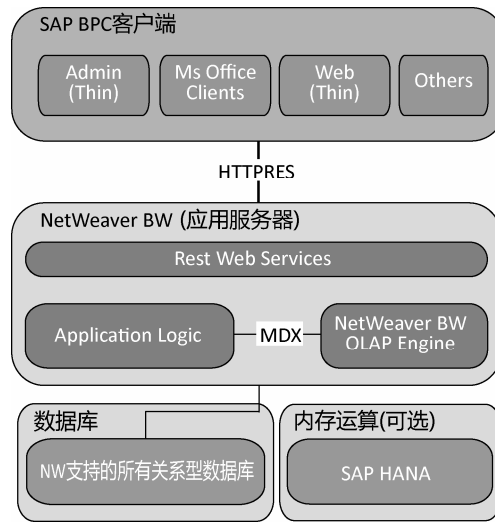 SAP BPC客户端
Admin
(Thin)
Ms Office
Clients
Web
(Thin)
Others
HTTPRES
NetWeaver BW (应用服务器)
Rest Web Services
Application Logic
MDX
NetWeaver BW
OLAP Engine
数据库
NW支持的所有关系型数据库
内存运算(可选)
SAP HANA